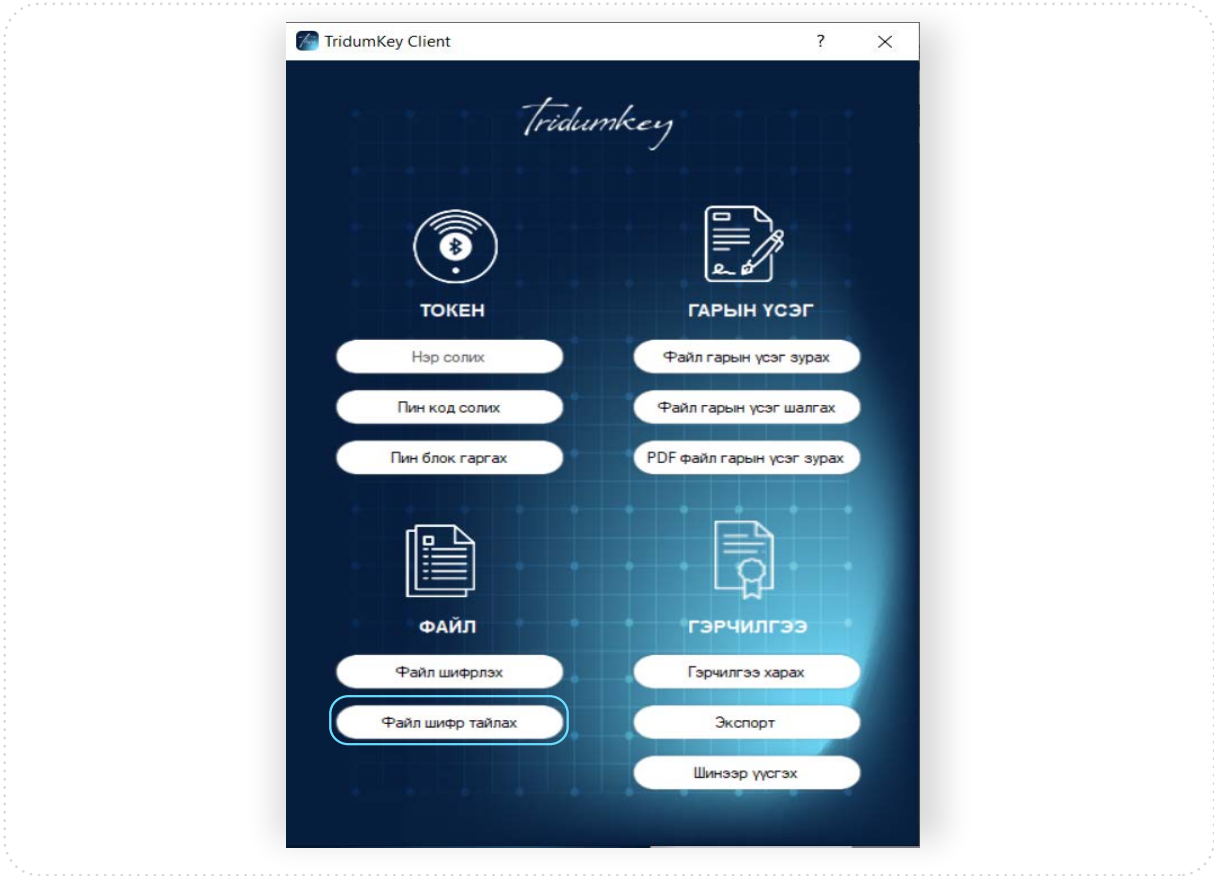 TridumKey Client ?
Tridumkey
ТОКЕН
Нэр солих
Пин код солих
Пин блок гаргах
ГАРЫН ҮСЭГ
Файл гарын үсэг зурах
Файл гарын үсэг шалгах
PDF файл гарын үсэг зурах
ФАЙЛ
Файл шифрлэх
Файл шифр тайлах
ГЭРЧИЛГЭЭ
Гэрчилгээ харах
Экспорт
Шинээр үүсгэх